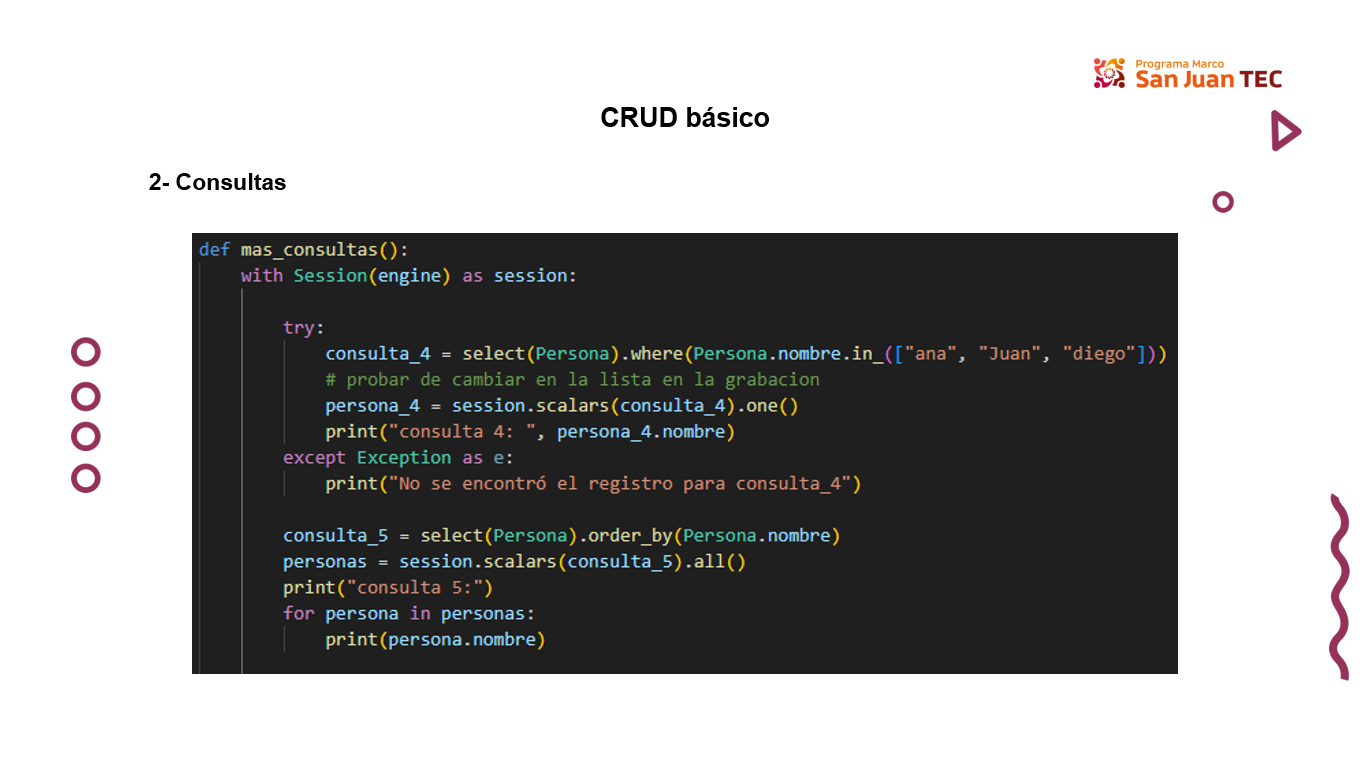 Programa Marco
San Juan TEC
CRUD básico
2- Consultas
def mas_consultas():
    with Session(engine) as session:
        try:
            consulta_4 = select(Persona).where(Persona.nombre.in_(["ana", "Juan", "diego"]))
            # probar de cambiar en la lista en la grabacion
            persona_4 = session.scalars(consulta_4).one()
            print("consulta 4: ", persona_4.nombre)
        except Exception as e:
            print("No se encontró el registro para consulta_4")
        consulta_5 = select(Persona).order_by(Persona.nombre)
        personas = session.scalars(consulta_5).all()
        print("consulta 5:")
        for persona in personas:
            print(persona.nombre)